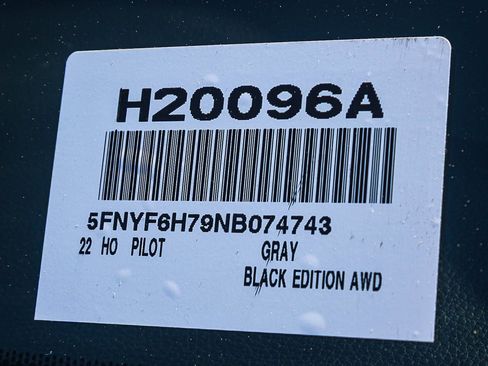 H20096A
5FNYF6H79NB074743
22 HO PILOT GRAY
BLACK EDITION AWD